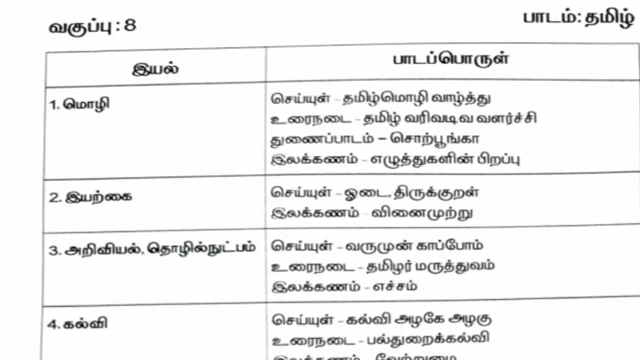 வகுப்பு : 8
பாடம்: தமிழ்
இயல்
பாடப்பொருள்
1. மொழி
செய்யுள் - தமிழ்மொழி வாழ்த்து
உரைநடை - தமிழ் வரிவடிவ வளர்ச்சி
துணைப்பாடம் – சொற்பூங்கா
இலக்கணம் - எழுத்துகளின் பிறப்பு
2. இயற்கை
செய்யுள் - ஓடை, திருக்குறள்
இலக்கணம் - வினைமுற்று
3. அறிவியல், தொழில்நுட்பம்
செய்யுள் - வருமுன் காப்போம்
உரைநடை - தமிழர் மருத்துவம்
இலக்கணம் - எச்சம்
4. கல்வி
செய்யுள் - கல்வி அழகே அழகு
உரைநடை - பல்துறைக்கல்வி
இலக்கணம் - வேற்றுமை